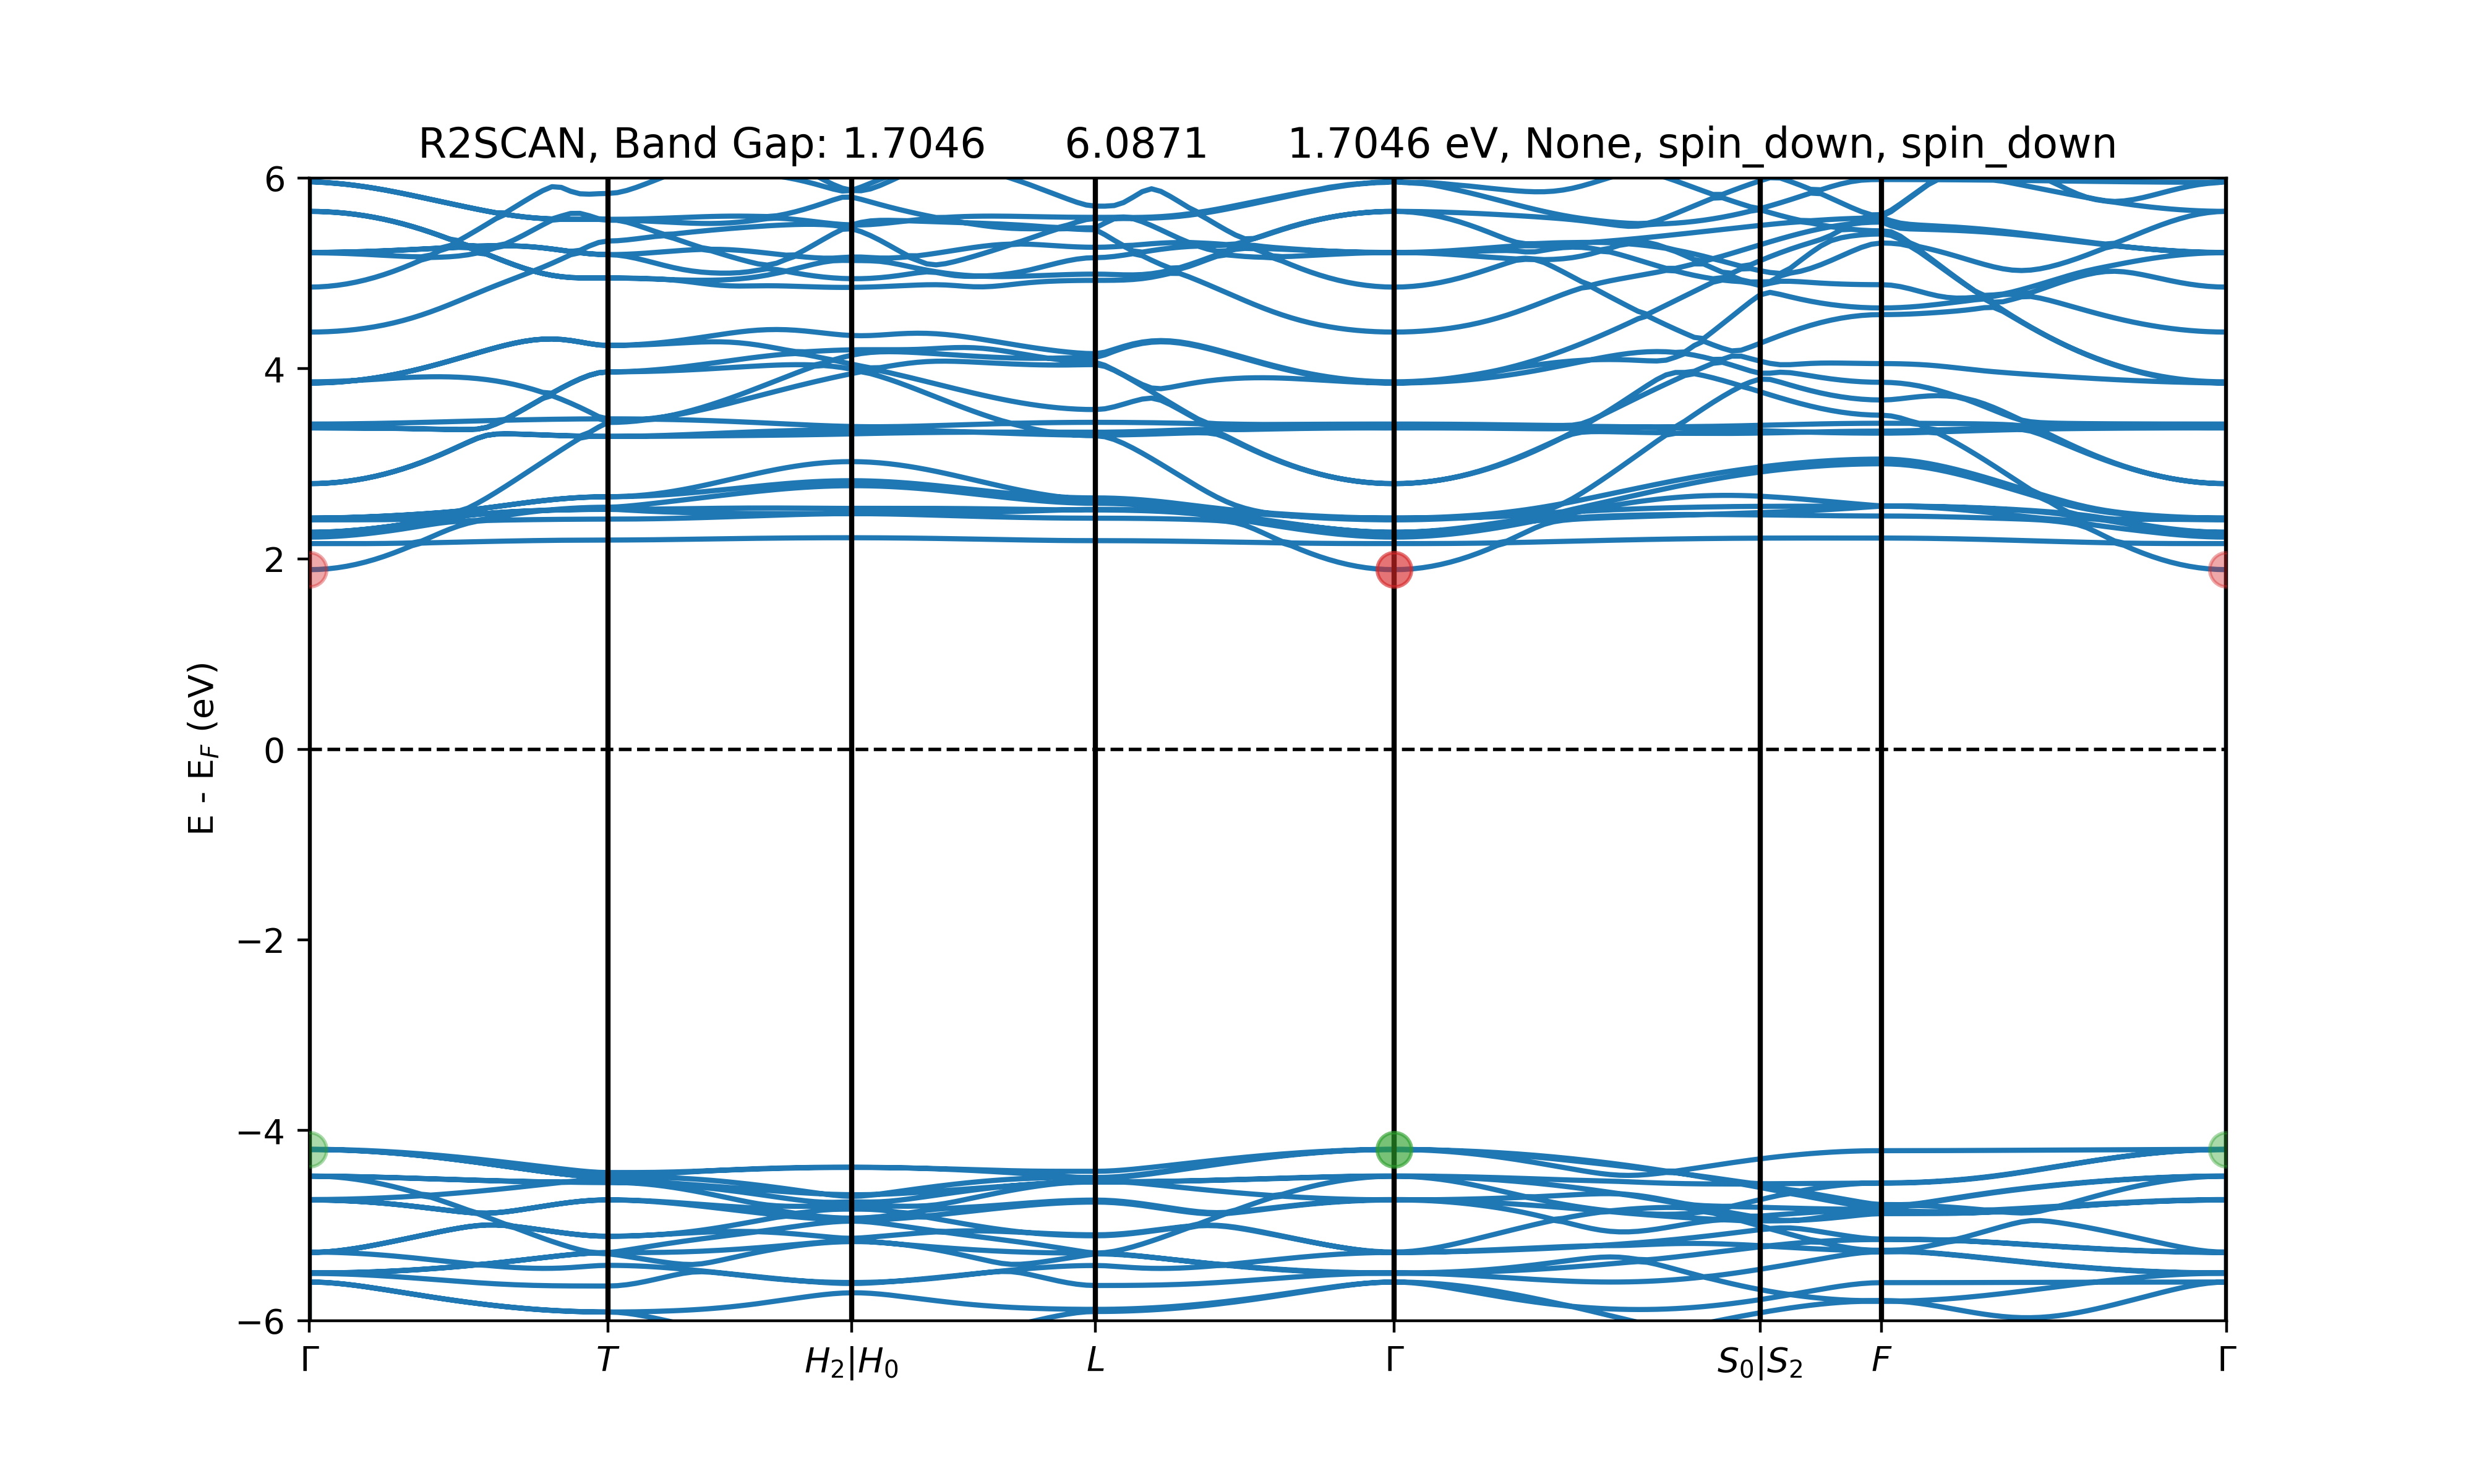 R2SCAN, Band Gap: 1.7046 6.0871 1.7046 eV, None, spin_down, spin_down
6
4
2
0
−2
−4
−6
E - E_F (eV)
Γ T H₂|H₀ L Γ S₀|S₂ F Γ